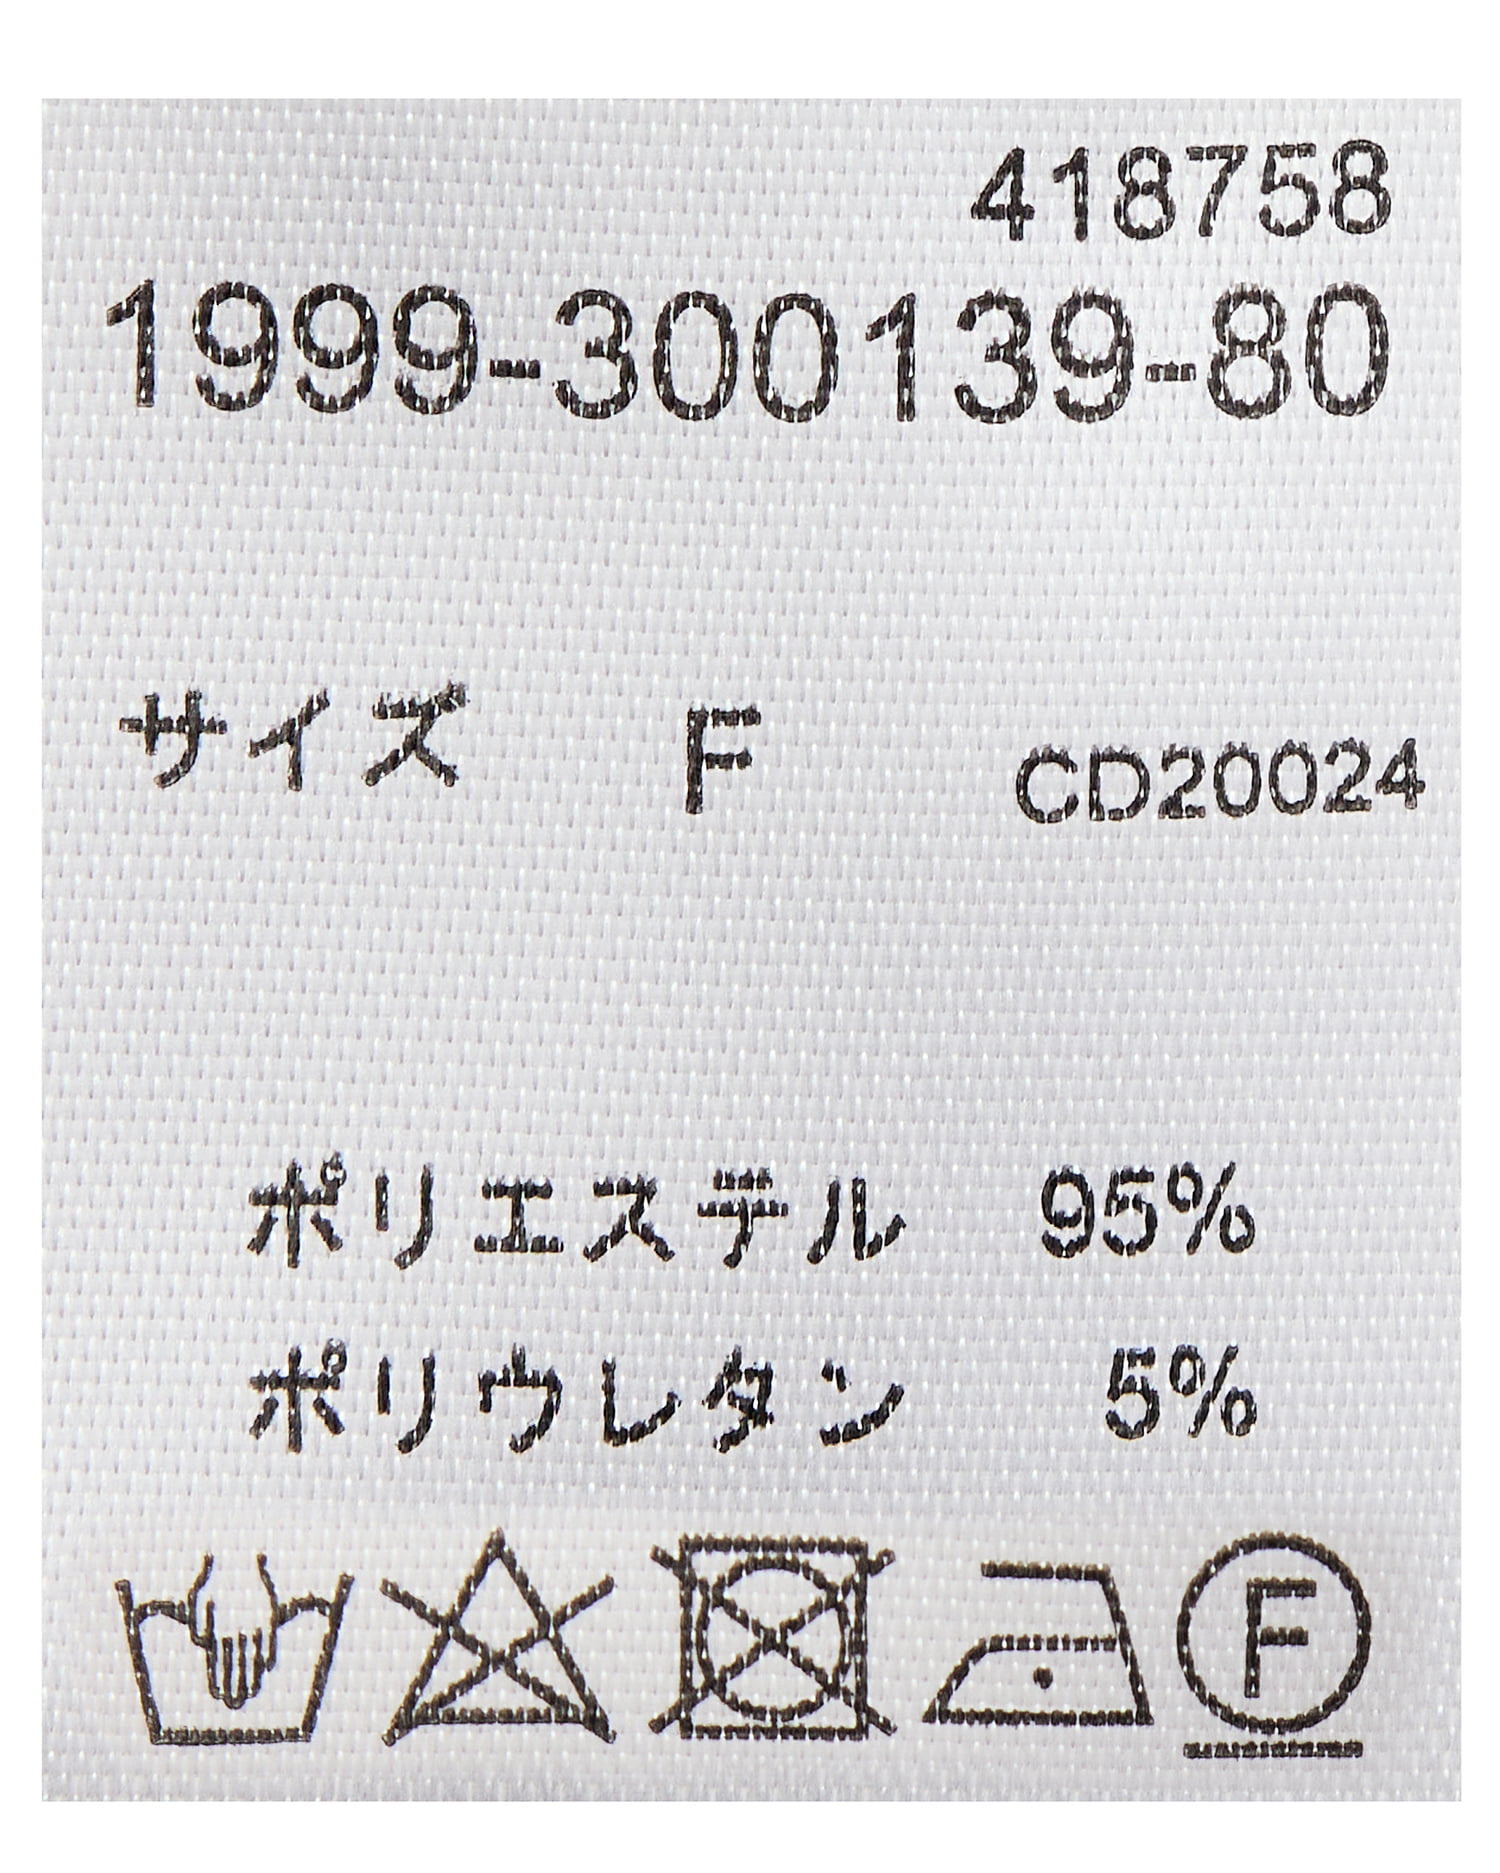 418758
1999-300139-80
サイズ F CD20024
ポリエステル 95%
ポリウレタン 5%
F